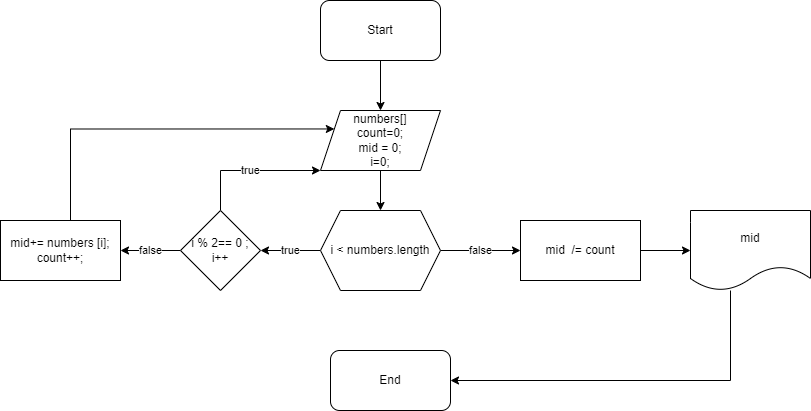 Start
numbers[]
count=0;
mid = 0;
i=0;
true
mid+= numbers [i];
count++;
false
i % 2== 0 ;
i++
true
i < numbers.length
false
mid /= count
mid
End